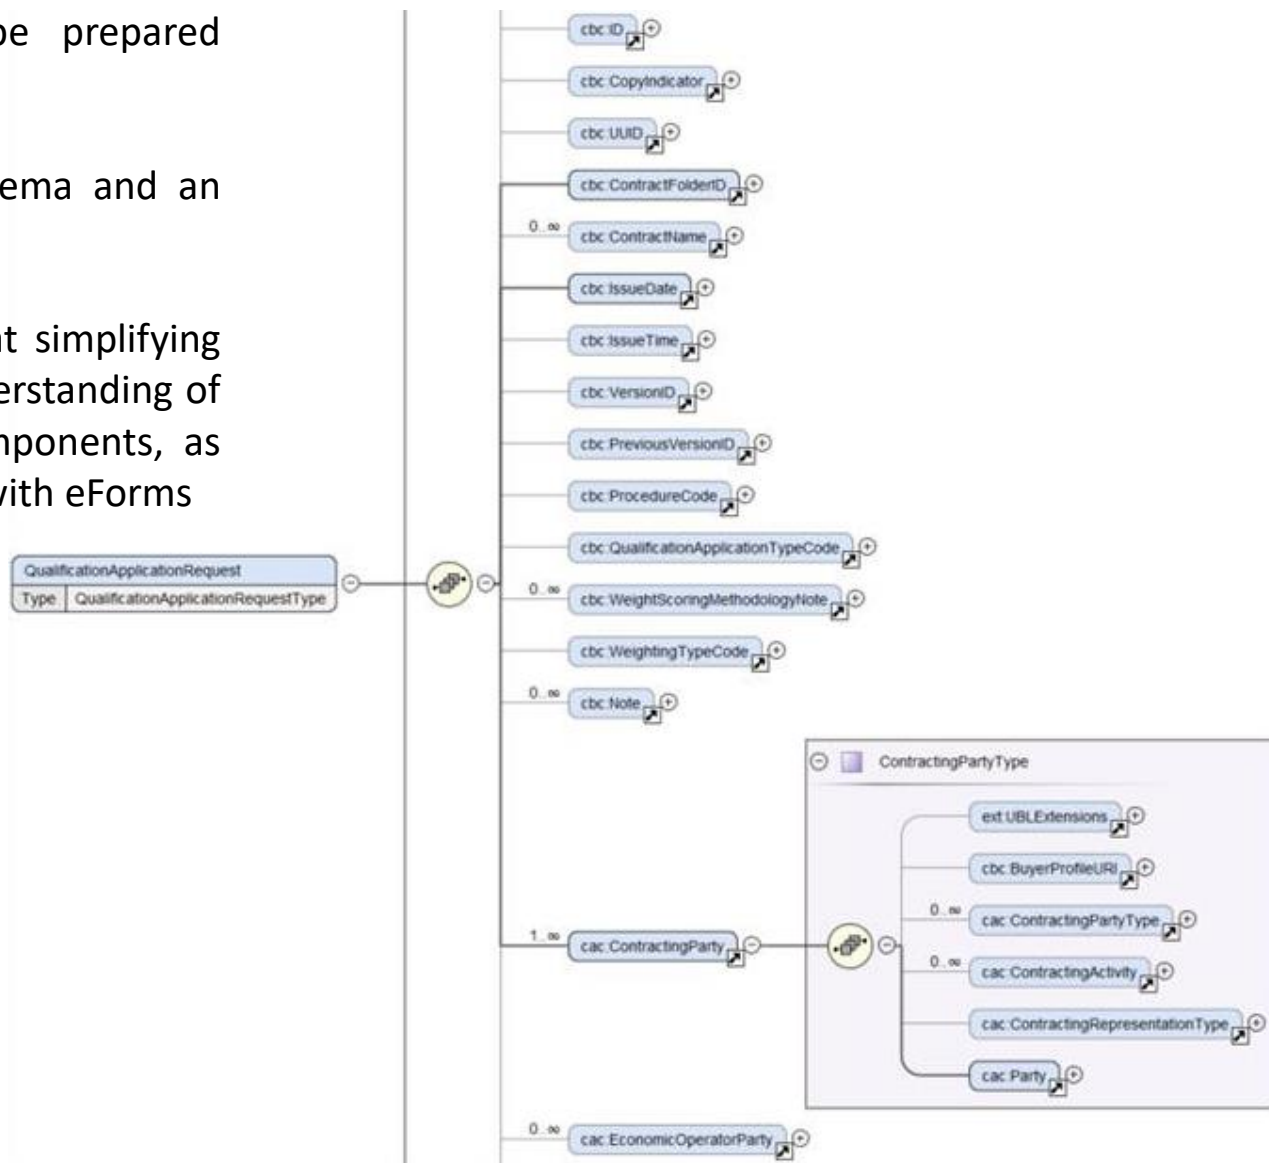 be prepared
ema and an
at simplifying
erstanding of
mponents, as
with eForms
cbc:ID
cbc:CopyIndicator
cbc:UUID
cbc:ContractFolderID
0..∞
cbc:ContractName
cbc:IssueDate
cbc:IssueTime
cbc:VersionID
cbc:PreviousVersionID
cbc:ProcedureCode
cbc:QualificationApplicationTypeCode
0..∞
cbc:WeightScoringMethodologyNote
cbc:WeightingTypeCode
0..∞
cbc:Note
QualificationApplicationRequest
Type QualificationApplicationRequestType
1..∞
cac:ContractingParty
ContractingPartyType
ext:UBLExtensions
cbc:BuyerProfileURI
0..∞
cac:ContractingPartyType
0..∞
cac:ContractingActivity
cac:ContractingRepresentationType
cac:Party
0..∞
cac:EconomicOperatorParty